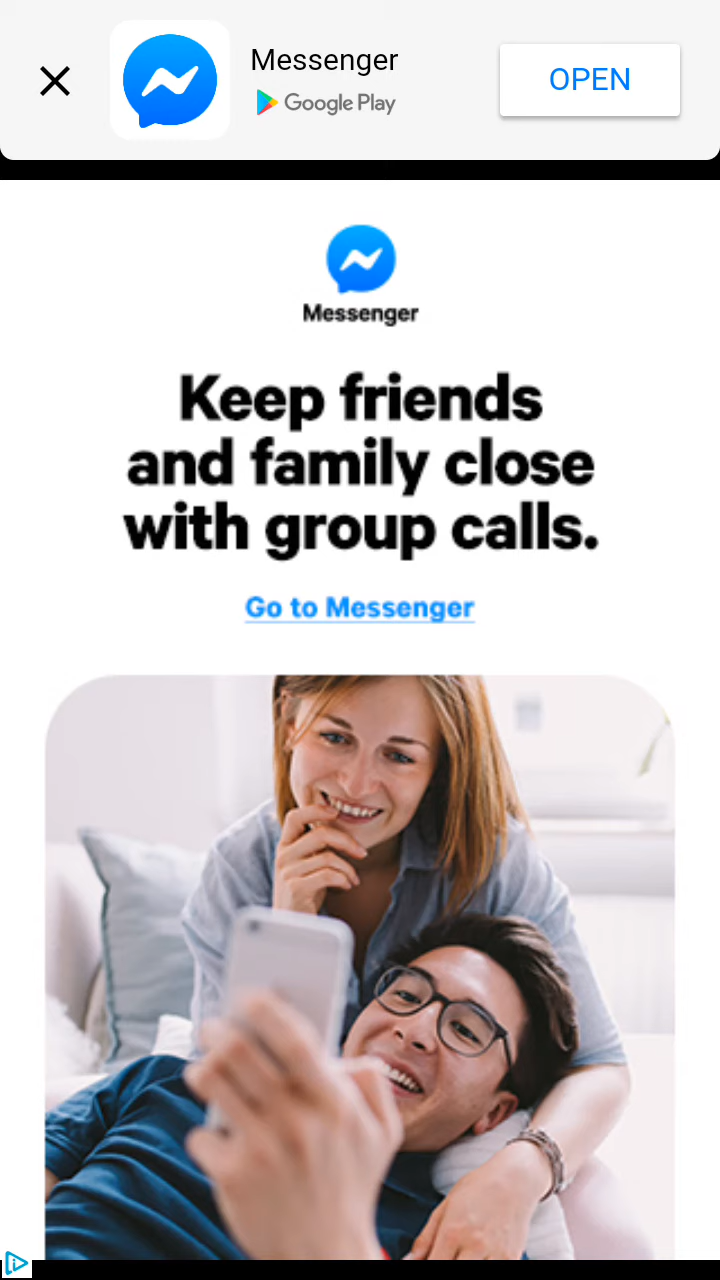 Messenger
Google Play
OPEN
Messenger
Keep friends
and family close
with group calls.
Go to Messenger